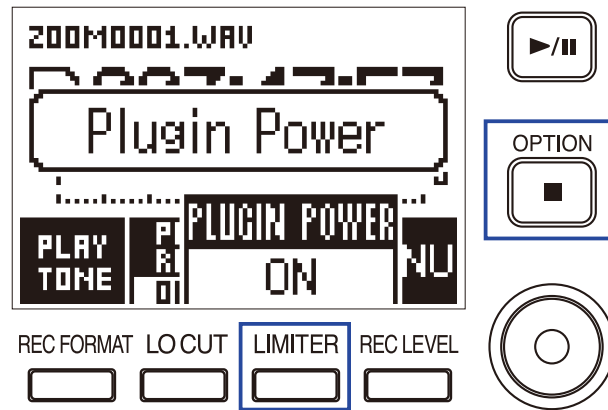 ZOOM0001.WAV
Plugin Power
PLUGIN POWER
ON
PLAY
TONE
NU
OPTION
REC FORMAT
LO CUT
LIMITER
REC LEVEL